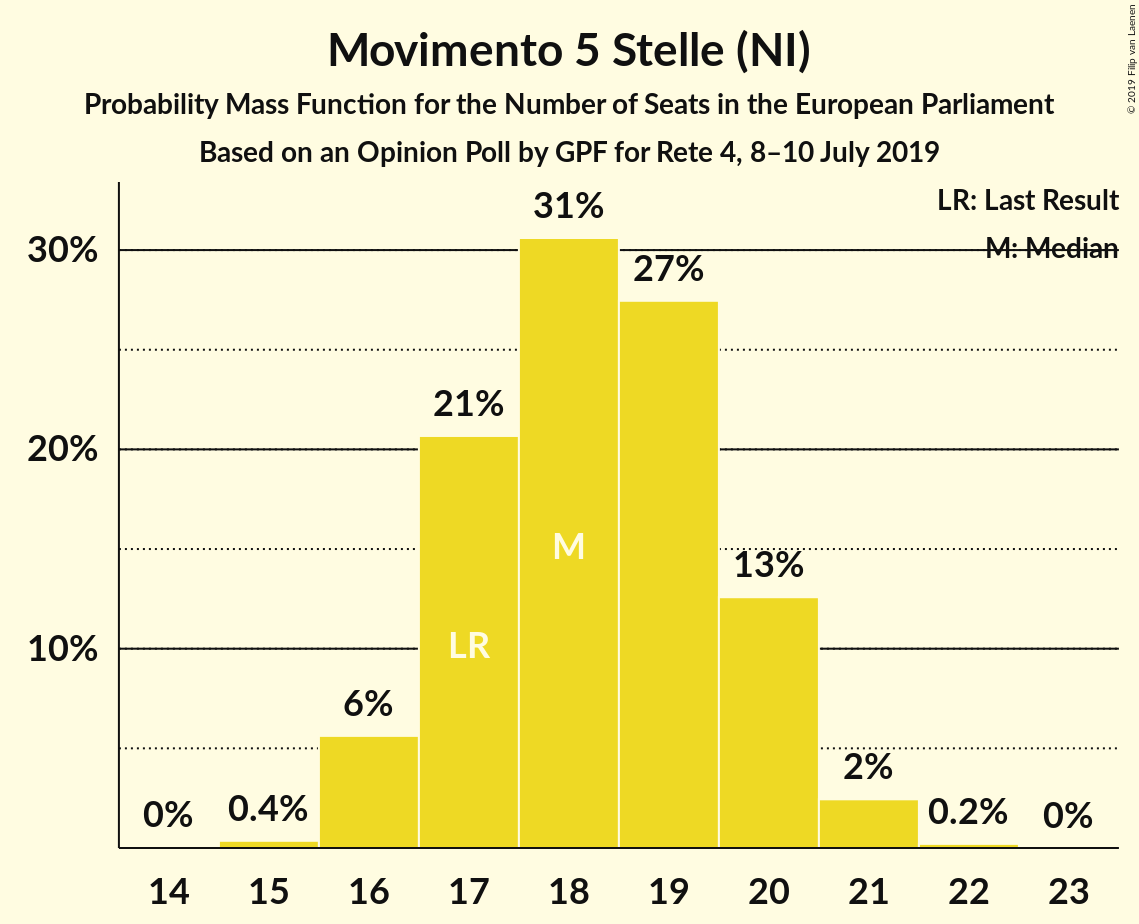 Movimento 5 Stelle (NI)
Probability Mass Function for the Number of Seats in the European Parliament
Based on an Opinion Poll by GPF for Rete 4, 8–10 July 2019
© 2019 Filip van Laenen
LR: Last Result
M: Median
30%
20%
10%
0%
0.4%
6%
21%
31%
27%
13%
2%
0.2%
0%
LR
M
14 15 16 17 18 19 20 21 22 23